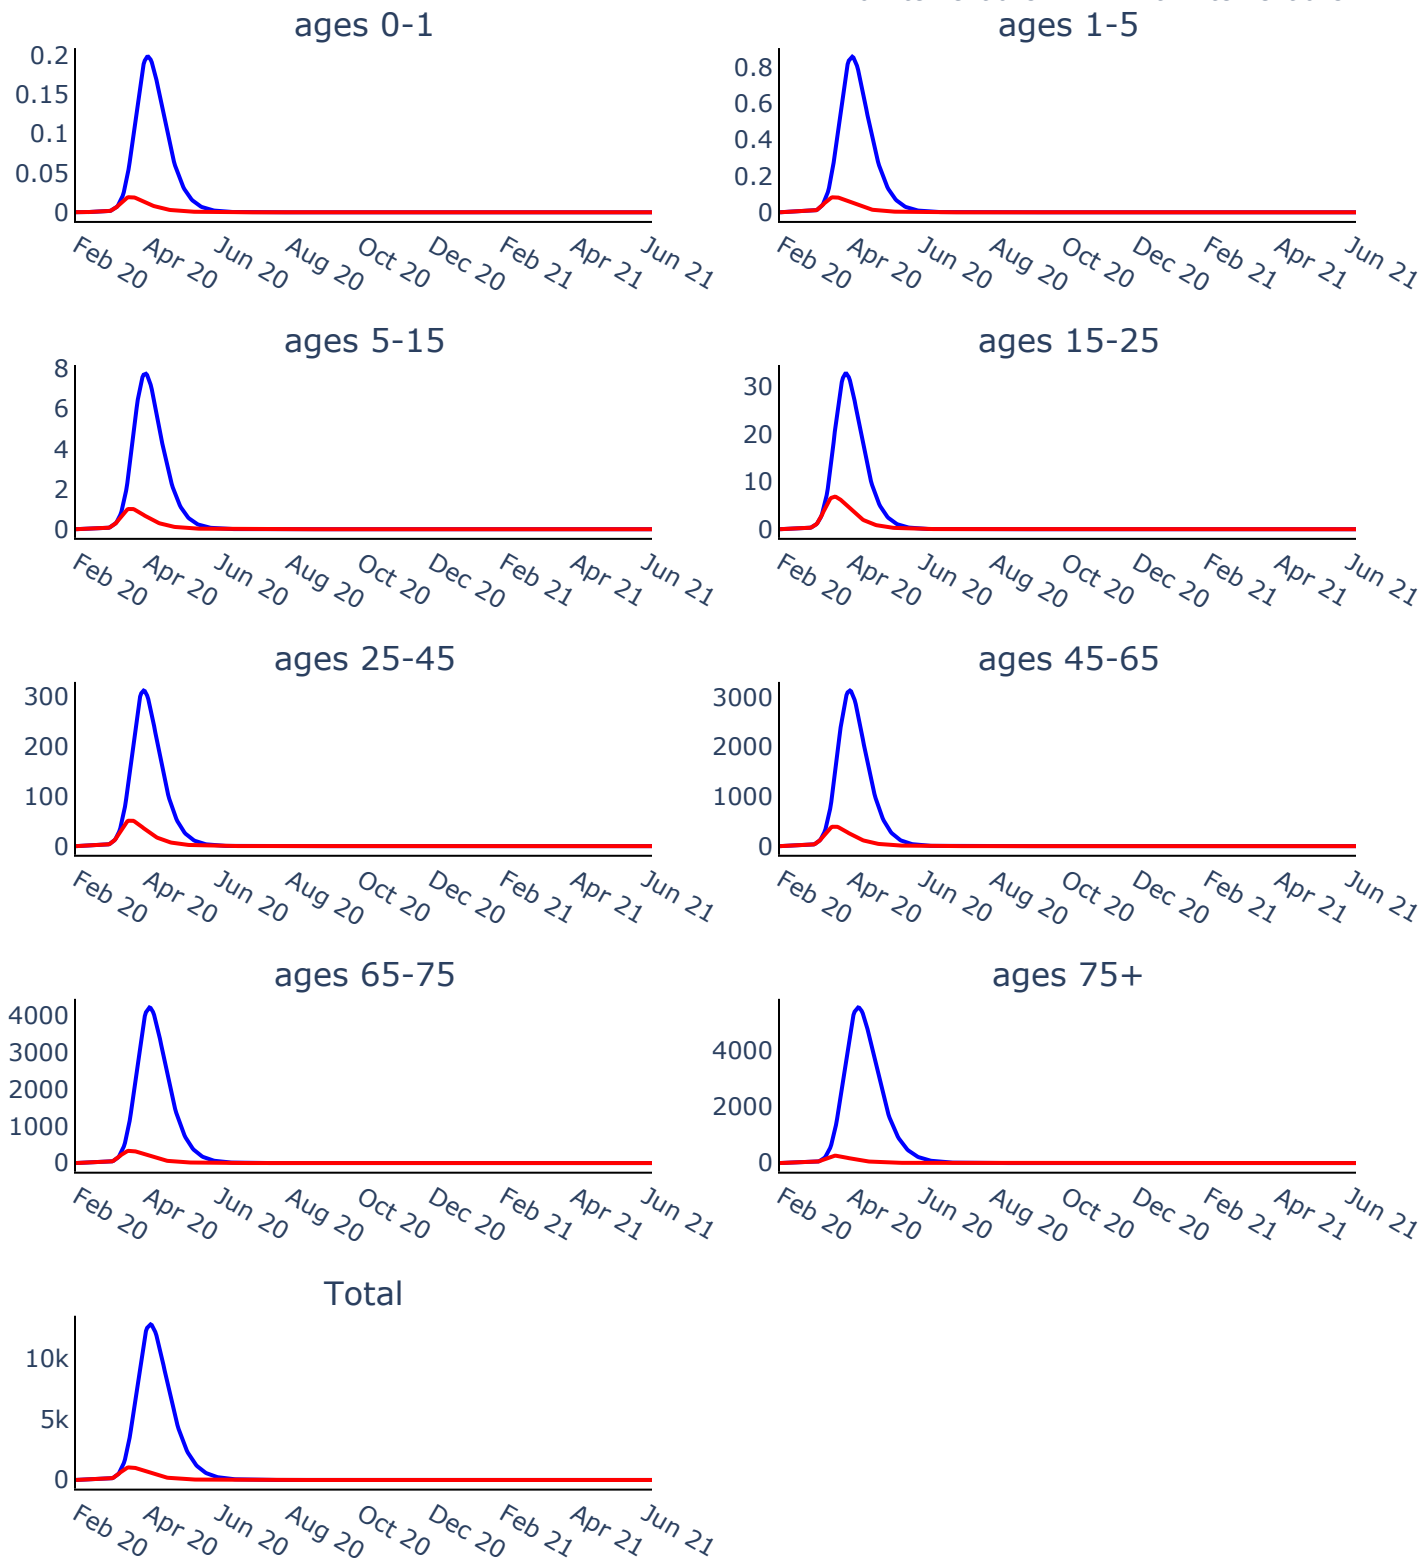 ages 0-1
0.2
0.15
0.1
0.05
0
Feb 20 Apr 20 Jun 20 Aug 20 Oct 20 Dec 20 Feb 21 Apr 21 Jun 21
ages 1-5
0.8
0.6
0.4
0.2
0
Feb 20 Apr 20 Jun 20 Aug 20 Oct 20 Dec 20 Feb 21 Apr 21 Jun 21
ages 5-15
8
6
4
2
0
Feb 20 Apr 20 Jun 20 Aug 20 Oct 20 Dec 20 Feb 21 Apr 21 Jun 21
ages 15-25
30
20
10
0
Feb 20 Apr 20 Jun 20 Aug 20 Oct 20 Dec 20 Feb 21 Apr 21 Jun 21
ages 25-45
300
200
100
0
Feb 20 Apr 20 Jun 20 Aug 20 Oct 20 Dec 20 Feb 21 Apr 21 Jun 21
ages 45-65
3000
2000
1000
0
Feb 20 Apr 20 Jun 20 Aug 20 Oct 20 Dec 20 Feb 21 Apr 21 Jun 21
ages 65-75
4000
3000
2000
1000
0
Feb 20 Apr 20 Jun 20 Aug 20 Oct 20 Dec 20 Feb 21 Apr 21 Jun 21
ages 75+
4000
2000
0
Feb 20 Apr 20 Jun 20 Aug 20 Oct 20 Dec 20 Feb 21 Apr 21 Jun 21
Total
10k
5k
0
Feb 20 Apr 20 Jun 20 Aug 20 Oct 20 Dec 20 Feb 21 Apr 21 Jun 21